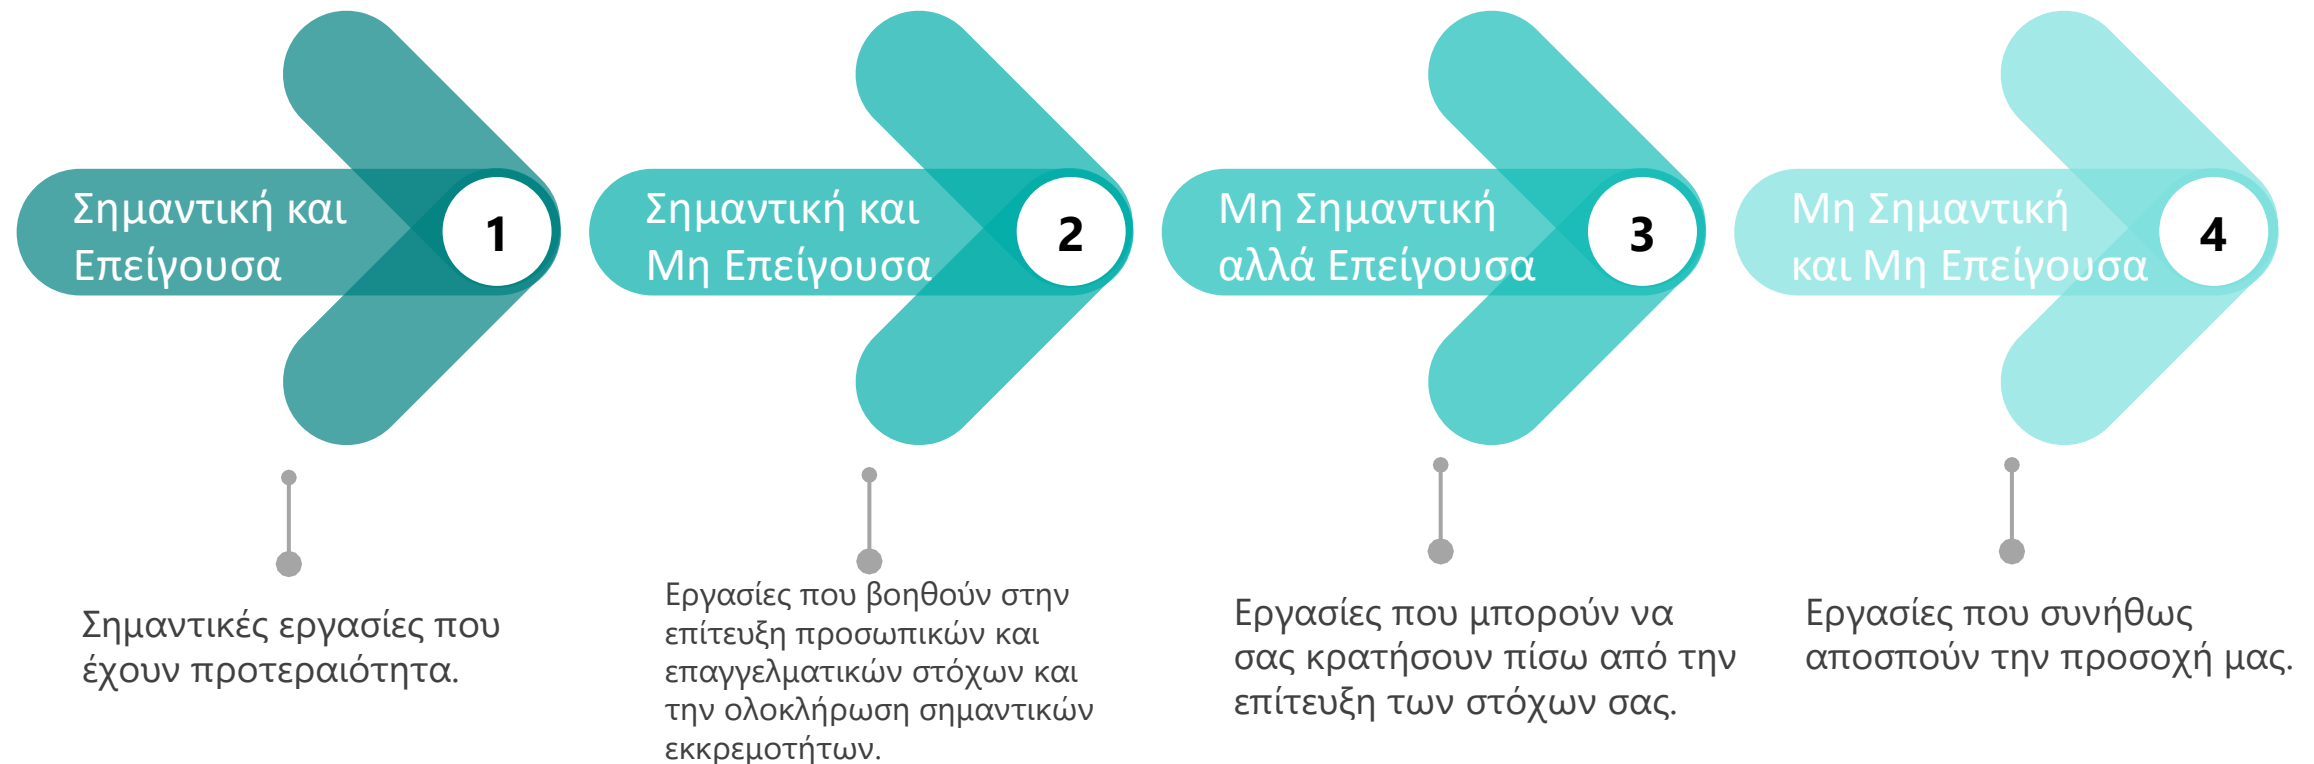 Σημαντική και
Επείγουσα
1
Σημαντική και
Μη Επείγουσα
2
Μη Σημαντική
αλλά Επείγουσα
3
Μη Σημαντική
και Μη Επείγουσα
4
Σημαντικές εργασίες που
έχουν προτεραιότητα.
Εργασίες που βοηθούν στην
επίτευξη προσωπικών και
επαγγελματικών στόχων και
την ολοκλήρωση σημαντικών
εκκρεμοτήτων.
Εργασίες που μπορούν να
σας κρατήσουν πίσω από την
επίτευξη των στόχων σας.
Εργασίες που συνήθως
αποσπούν την προσοχή μας.